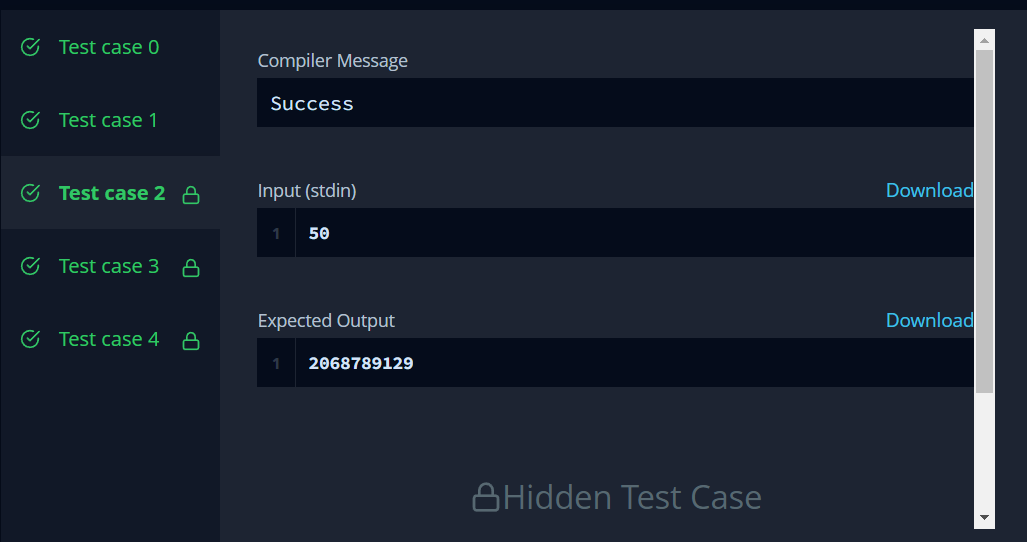 Test case 0
Test case 1
Test case 2
Test case 3
Test case 4
Compiler Message
Success
Input (stdin)
Download
1
50
Expected Output
Download
1
2068789129
Hidden Test Case